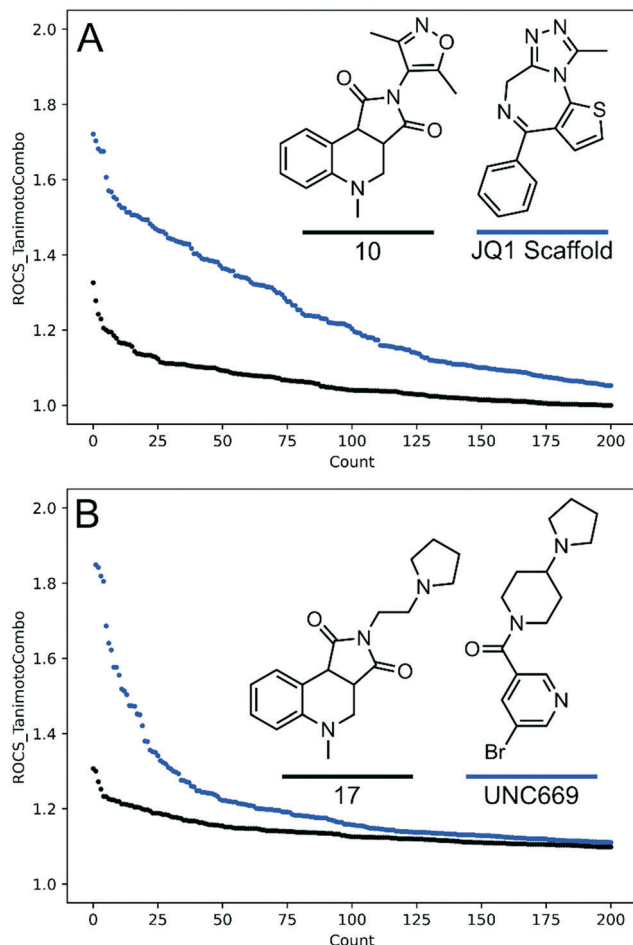 A
2.0
1.8
1.6
1.4
1.2
1.0
ROCS_TanimotoCombo
0 25 50 75 100 125 150 175 200
Count
N O
O
N
O
N
10
N N
N
N
S
JQ1 Scaffold
B
2.0
1.8
1.6
1.4
1.2
1.0
ROCS_TanimotoCombo
0 25 50 75 100 125 150 175 200
Count
N
O
N
O
N
17
N
N
O
N
Br
UNC669